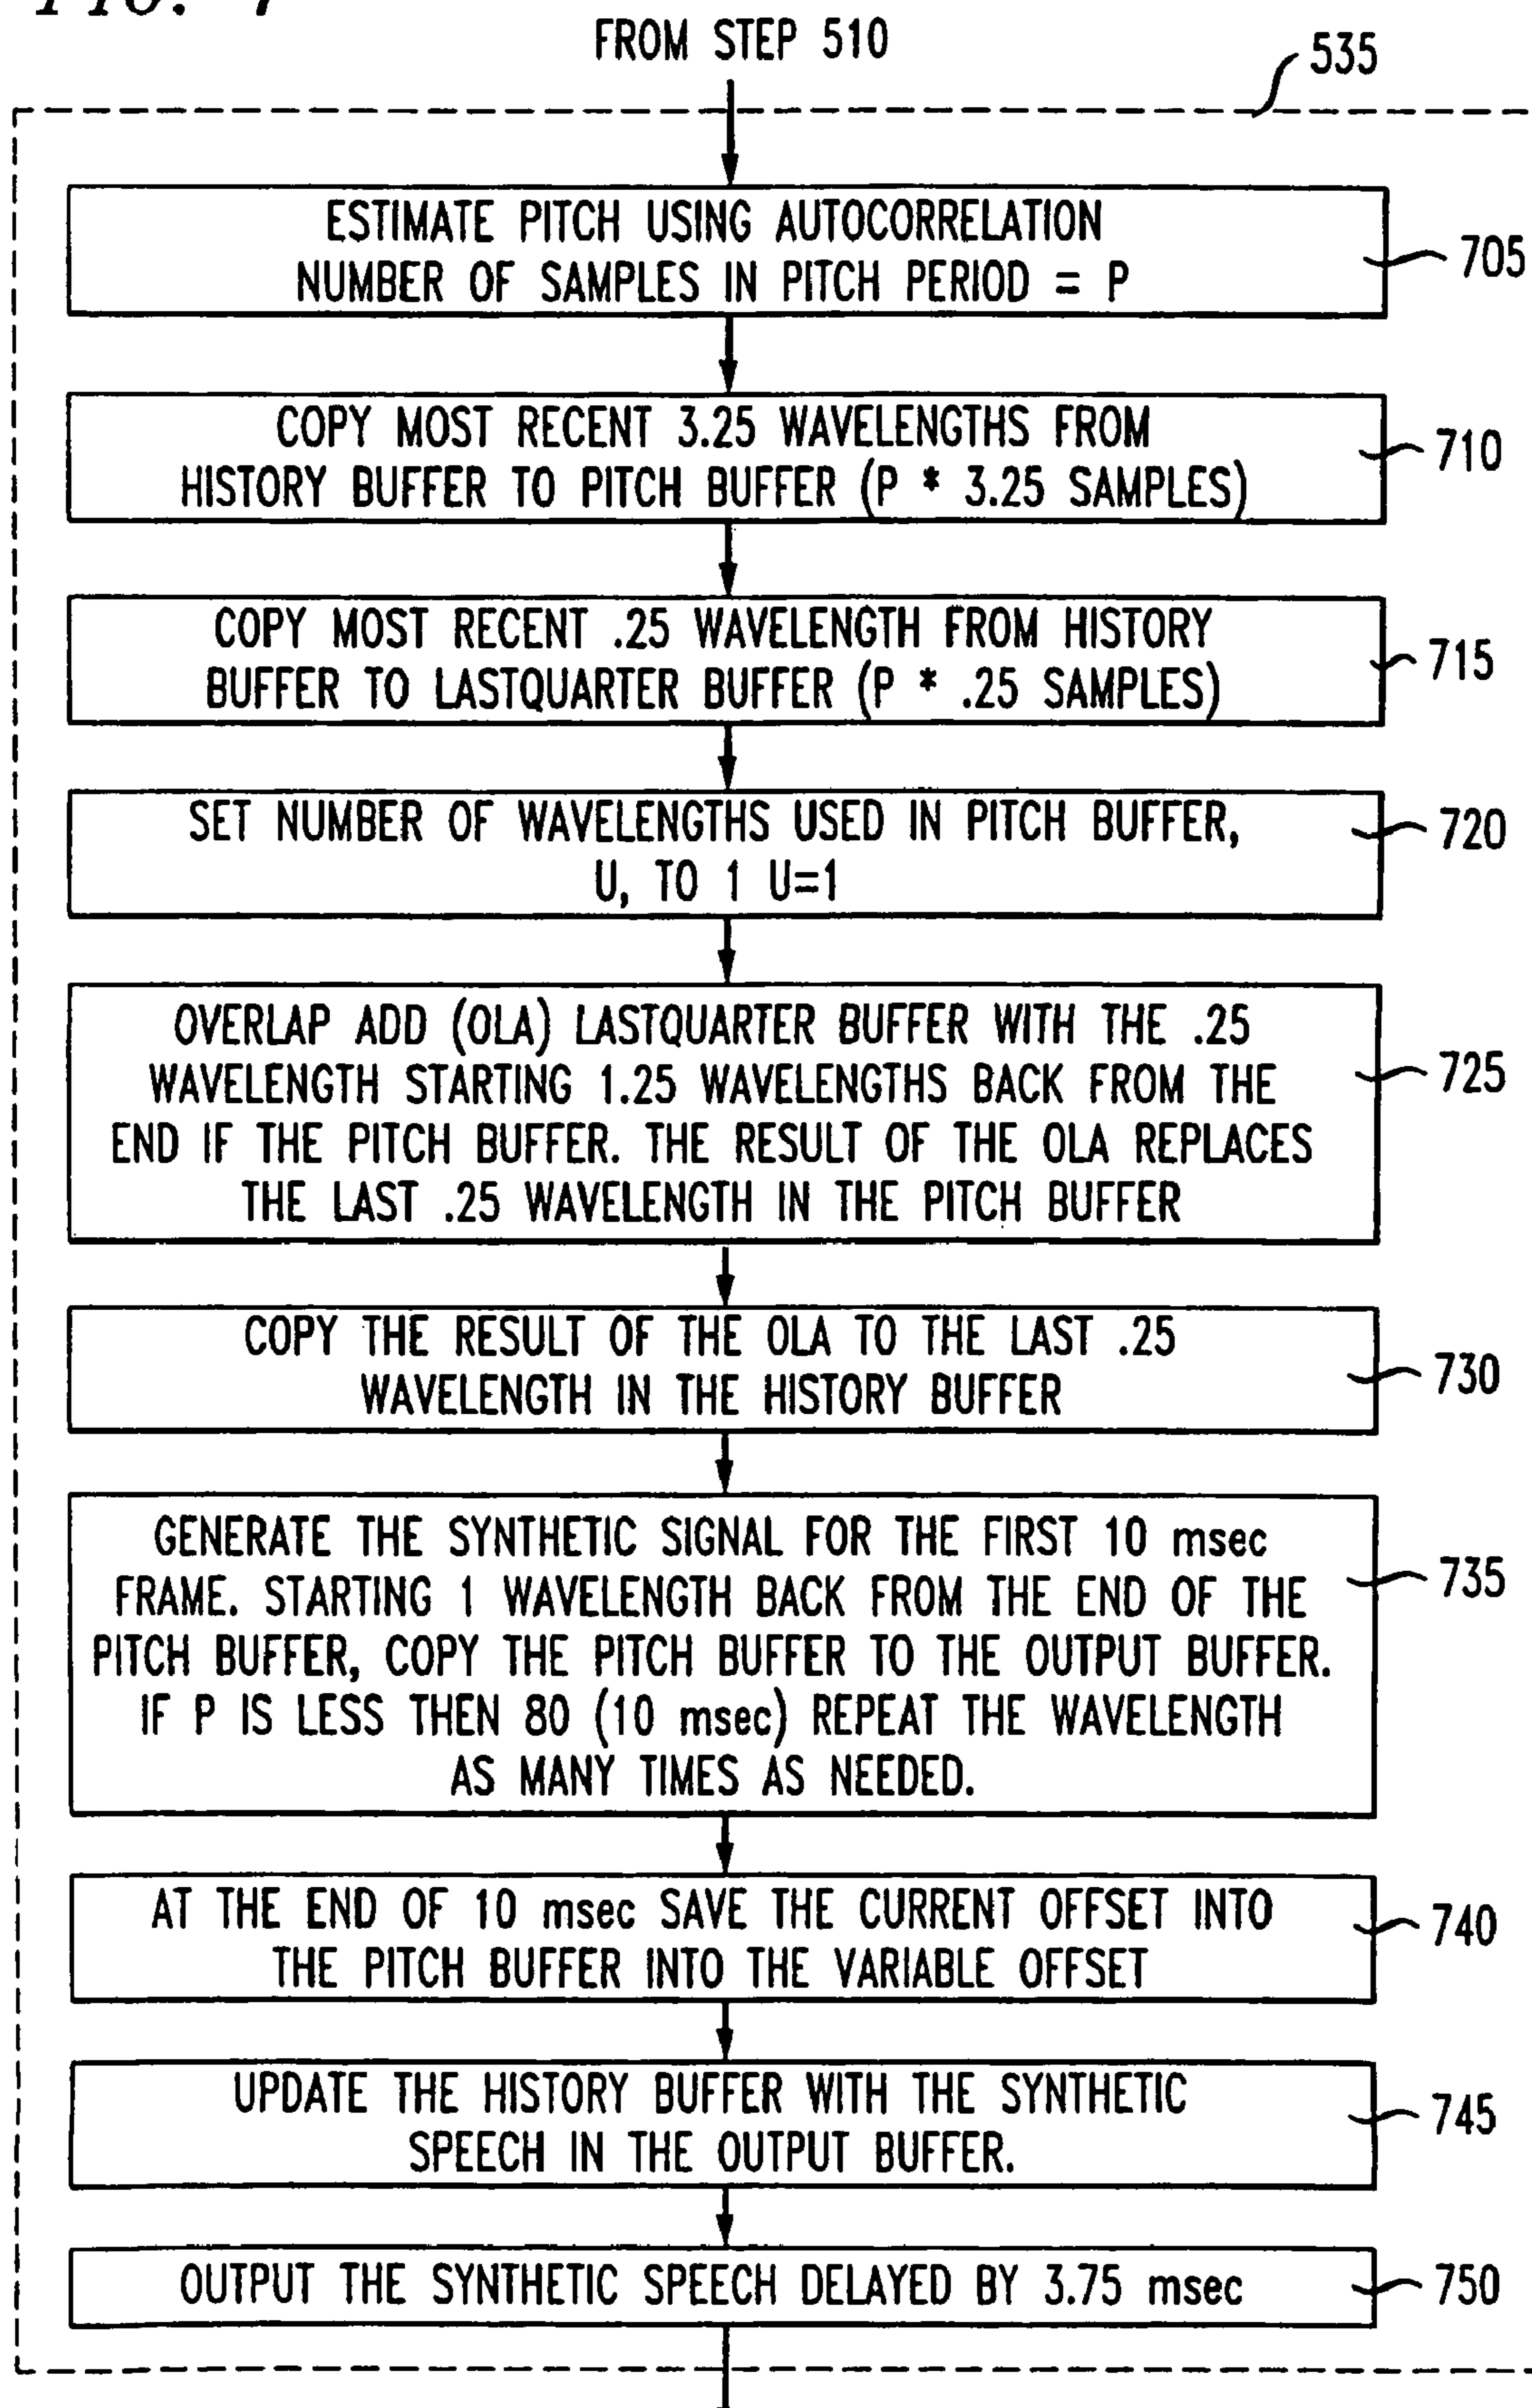 FIG. 7
FROM STEP 510
535
ESTIMATE PITCH USING AUTOCORRELATION
NUMBER OF SAMPLES IN PITCH PERIOD = P
705
COPY MOST RECENT 3.25 WAVELENGTHS FROM
HISTORY BUFFER TO PITCH BUFFER (P * 3.25 SAMPLES)
710
COPY MOST RECENT .25 WAVELENGTH FROM HISTORY
BUFFER TO LASTQUARTER BUFFER (P * .25 SAMPLES)
715
SET NUMBER OF WAVELENGTHS USED IN PITCH BUFFER,
U, TO 1 U=1
720
OVERLAP ADD (OLA) LASTQUARTER BUFFER WITH THE .25
WAVELENGTH STARTING 1.25 WAVELENGTHS BACK FROM THE
END IF THE PITCH BUFFER. THE RESULT OF THE OLA REPLACES
THE LAST .25 WAVELENGTH IN THE PITCH BUFFER
725
COPY THE RESULT OF THE OLA TO THE LAST .25
WAVELENGTH IN THE HISTORY BUFFER
730
GENERATE THE SYNTHETIC SIGNAL FOR THE FIRST 10 msec
FRAME. STARTING 1 WAVELENGTH BACK FROM THE END OF THE
PITCH BUFFER, COPY THE PITCH BUFFER TO THE OUTPUT BUFFER.
IF P IS LESS THEN 80 (10 msec) REPEAT THE WAVELENGTH
AS MANY TIMES AS NEEDED.
735
AT THE END OF 10 msec SAVE THE CURRENT OFFSET INTO
THE PITCH BUFFER INTO THE VARIABLE OFFSET
740
UPDATE THE HISTORY BUFFER WITH THE SYNTHETIC
SPEECH IN THE OUTPUT BUFFER.
745
OUTPUT THE SYNTHETIC SPEECH DELAYED BY 3.75 msec
750